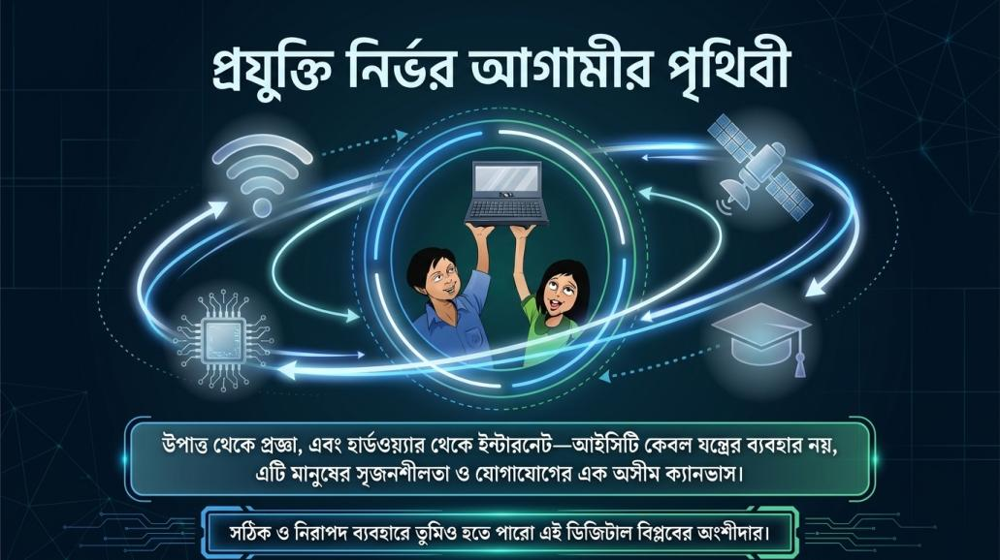 প্রযুক্তি নির্ভর আগামীর পৃথিবী
উপাত্ত থেকে প্রজ্ঞা, এবং হার্ডওয়্যার থেকে ইন্টারনেট—আইসিটি কেবল যন্ত্রের ব্যবহার নয়,
এটি মানুষের সৃজনশীলতা ও যোগাযোগের এক অসীম ক্যানভাস।
সঠিক ও নিরাপদ ব্যবহারে তুমিও হতে পারো এই ডিজিটাল বিপ্লবের অংশীদার।